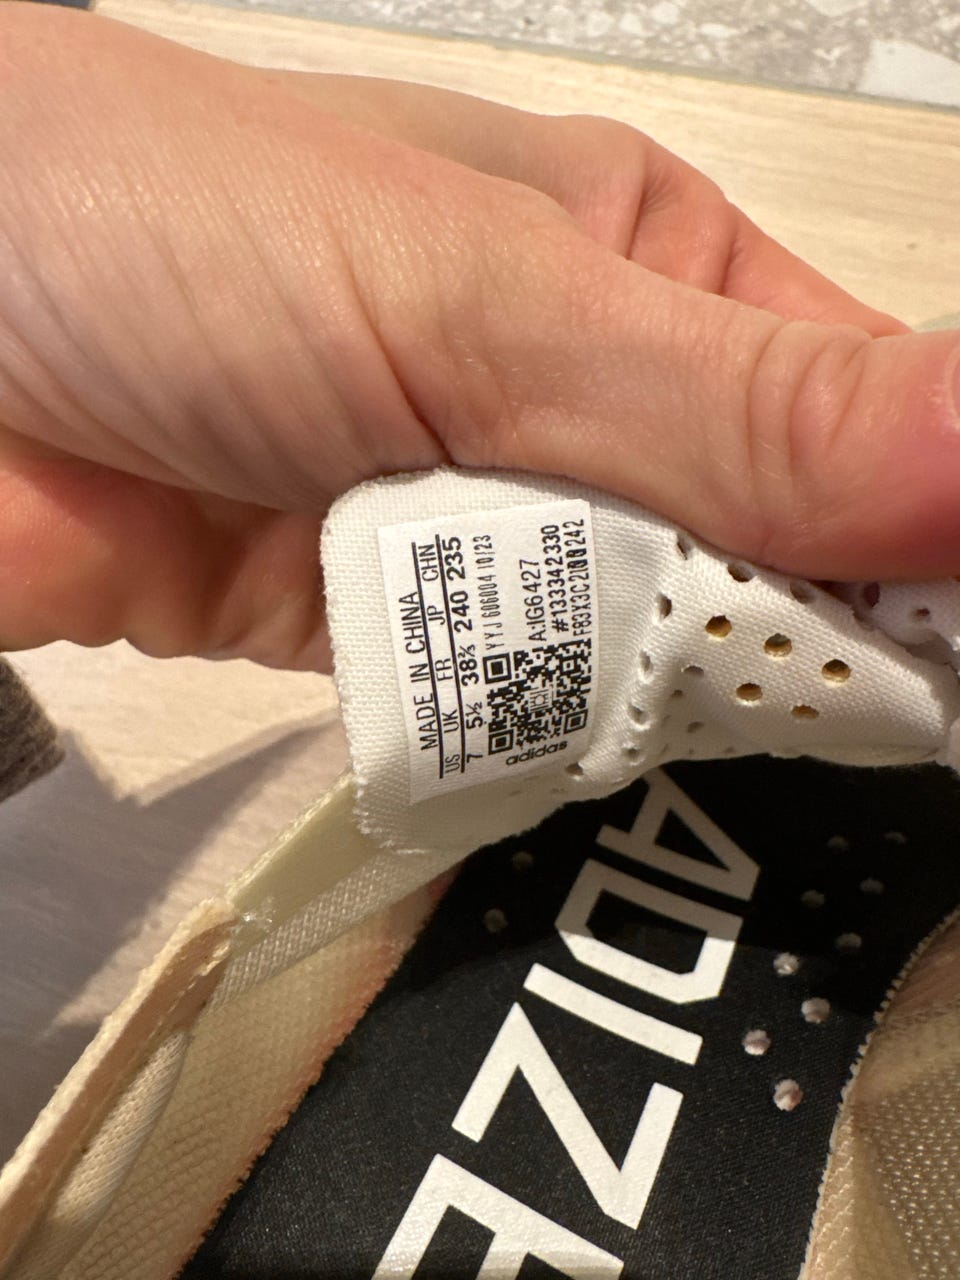 MADE IN CHINA
US UK FR JP CHN
7 5½ 38⅔ 240 235
YYJ 606004 10/23
A:IG6427
#133342330
adidas
ADIZE